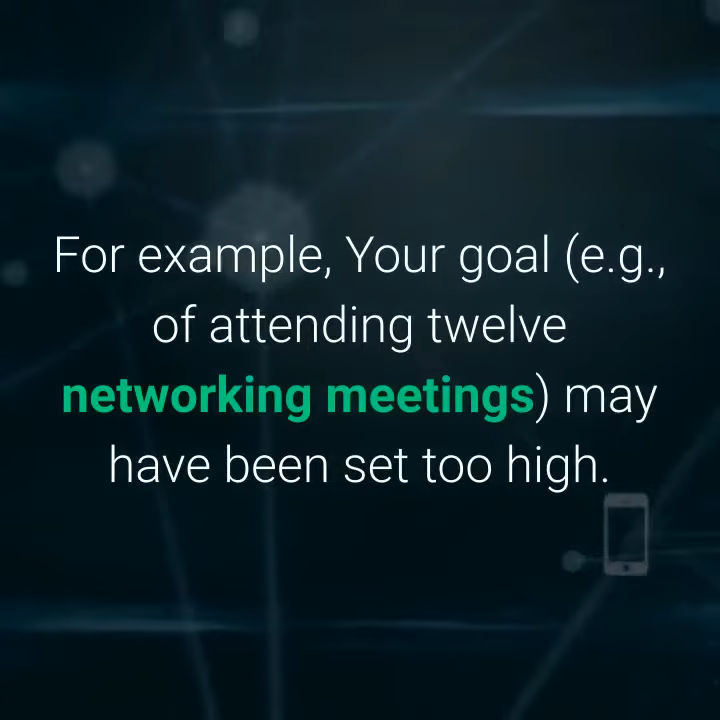 For example, Your goal (e.g.,
of attending twelve
networking meetings) may
have been set too high.